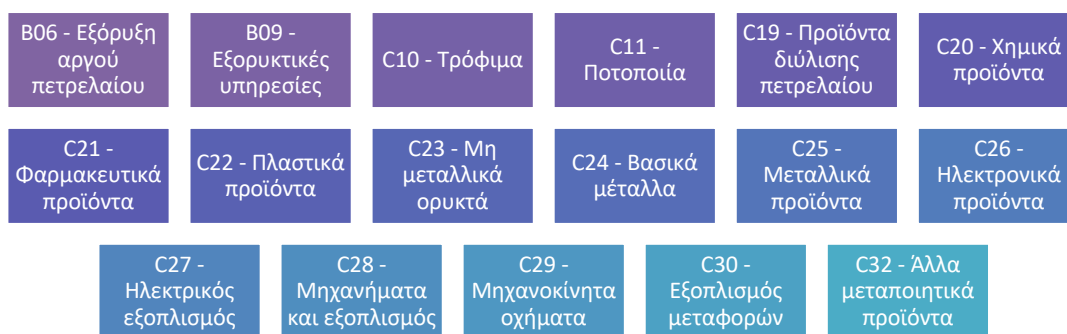 B06 - Εξόρυξη
αργού
πετρελαίου
B09 -
Εξορυκτικές
υπηρεσίες
C10 - Τρόφιμα
C11 -
Ποτοποιία
C19 - Προϊόντα
διύλισης
πετρελαίου
C20 - Χημικά
προϊόντα
C21 -
Φαρμακευτικά
προϊόντα
C22 - Πλαστικά
προϊόντα
C23 - Μη
μεταλλικά
ορυκτά
C24 - Βασικά
μέταλλα
C25 -
Μεταλλικά
προϊόντα
C26 -
Ηλεκτρονικά
προϊόντα
C27 -
Ηλεκτρικός
εξοπλισμός
C28 -
Μηχανήματα
και εξοπλισμός
C29 -
Μηχανοκίνητα
οχήματα
C30 -
Εξοπλισμός
μεταφορών
C32 - Άλλα
μεταποιητικά
προϊόντα